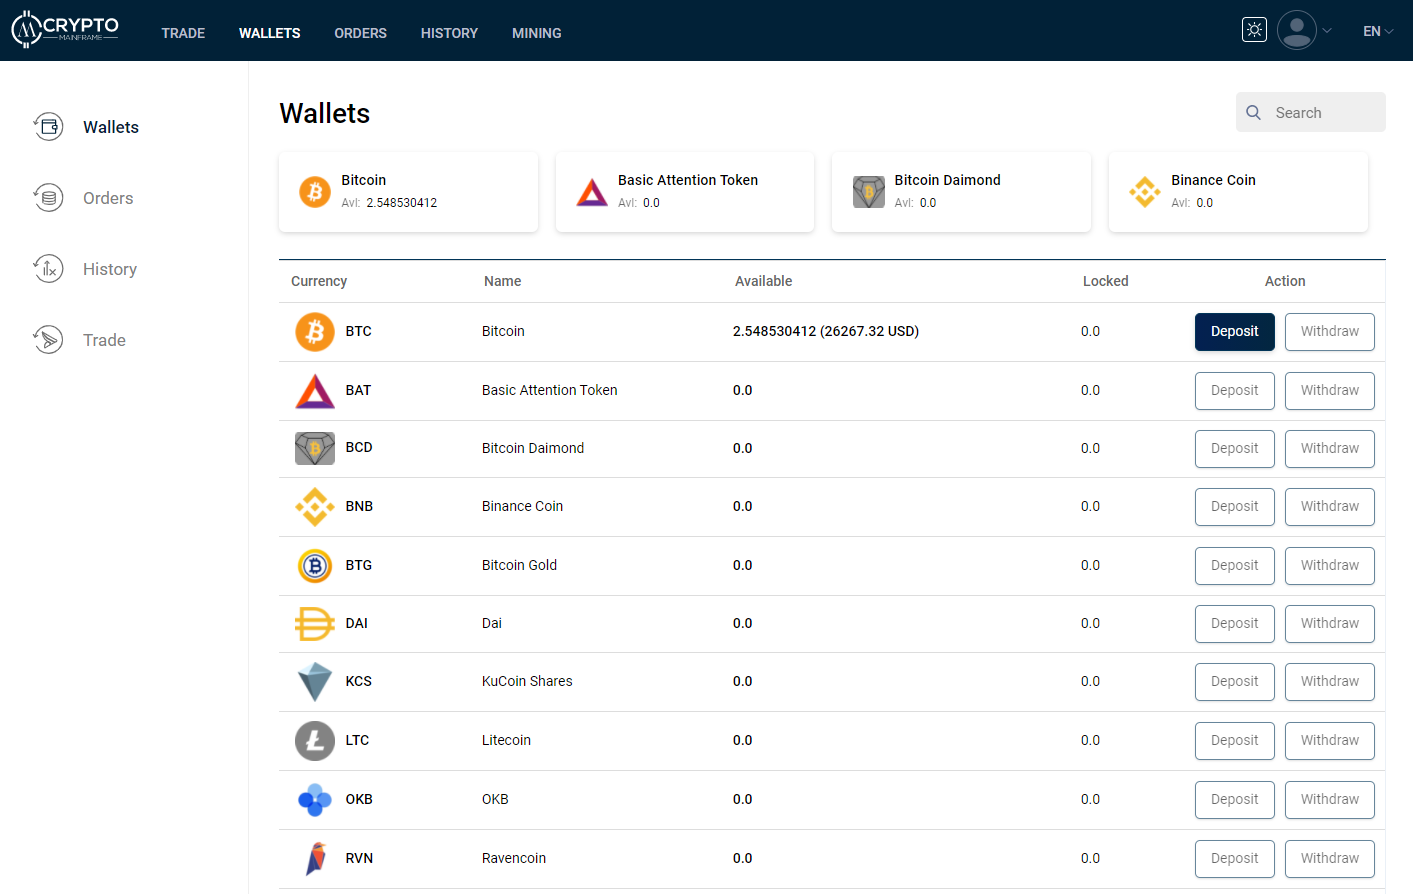 CRYPTO
MAINFRAME
TRADE WALLETS ORDERS HISTORY MINING EN
Wallets
Orders
History
Trade
Wallets
Search
Bitcoin
Avl: 2.548530412
Basic Attention Token
Avl: 0.0
Bitcoin Daimond
Avl: 0.0
Binance Coin
Avl: 0.0
Currency Name Available Locked Action
BTC Bitcoin 2.548530412 (26267.32 USD) 0.0 Deposit Withdraw
BAT Basic Attention Token 0.0 0.0 Deposit Withdraw
BCD Bitcoin Daimond 0.0 0.0 Deposit Withdraw
BNB Binance Coin 0.0 0.0 Deposit Withdraw
BTG Bitcoin Gold 0.0 0.0 Deposit Withdraw
DAI Dai 0.0 0.0 Deposit Withdraw
KCS KuCoin Shares 0.0 0.0 Deposit Withdraw
LTC Litecoin 0.0 0.0 Deposit Withdraw
OKB OKB 0.0 0.0 Deposit Withdraw
RVN Ravencoin 0.0 0.0 Deposit Withdraw